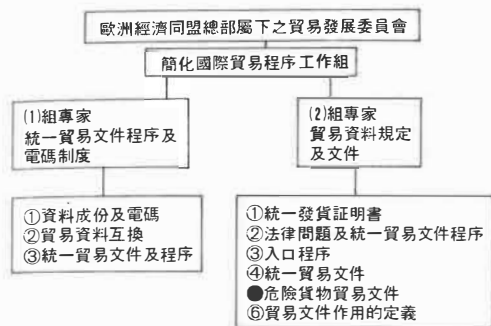 歐洲經濟同盟總部屬下之貿易發展委員會
簡化國際貿易程序工作組
(1)組專家
統一貿易文件程序及
電碼制度
(2)組專家
貿易資料規定
及文件
①資料成份及電碼
②貿易資料互換
③統一貿易文件及程序
①統一發貨証明書
②法律問題及統一貿易文件程序
③入口程序
④統一貿易文件
●危險貨物貿易文件
⑥貿易文件作用的定義